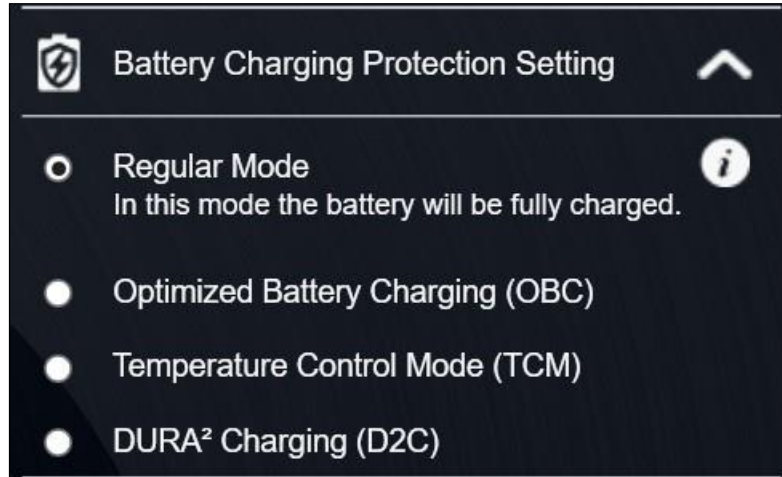 Battery Charging Protection Setting
Regular Mode
In this mode the battery will be fully charged.
Optimized Battery Charging (OBC)
Temperature Control Mode (TCM)
DURA² Charging (D2C)